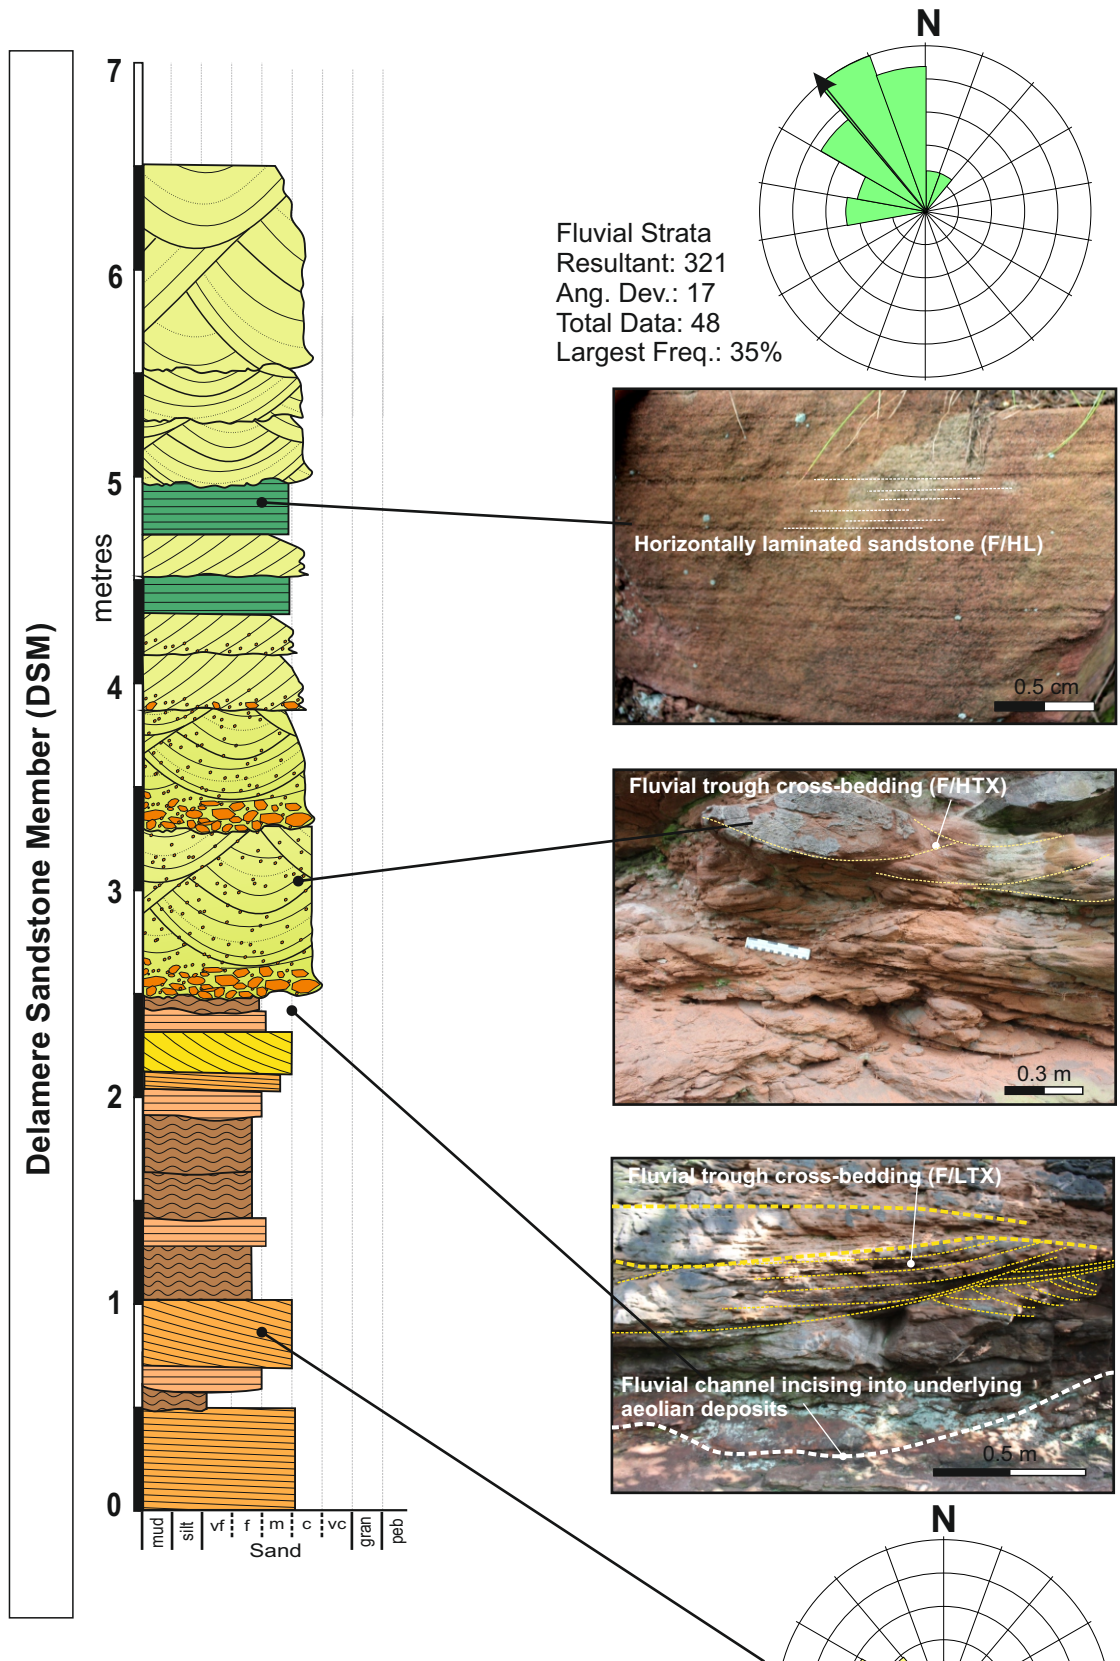 Delamere Sandstone Member (DSM)
metres
7
6
5
4
3
2
1
0
mud
silt
vf
f
m
c
vc
gran
peb
Sand
N
Fluvial Strata
Resultant: 321
Ang. Dev.: 17
Total Data: 48
Largest Freq.: 35%
Horizontally laminated sandstone (F/HL)
0.5 cm
Fluvial trough cross-bedding (F/HTX)
0.3 m
Fluvial trough cross-bedding (F/LTX)
Fluvial channel incising into underlying
aeolian deposits
0.5 m
N